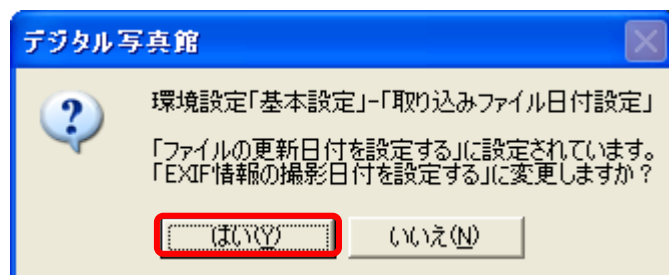 デジタル写真館
環境設定「基本設定」-「取り込みファイル日付設定」
「ファイルの更新日付を設定する」に設定されています。
「EXIF情報の撮影日付を設定する」に変更しますか？
はい(Y)
いいえ(N)